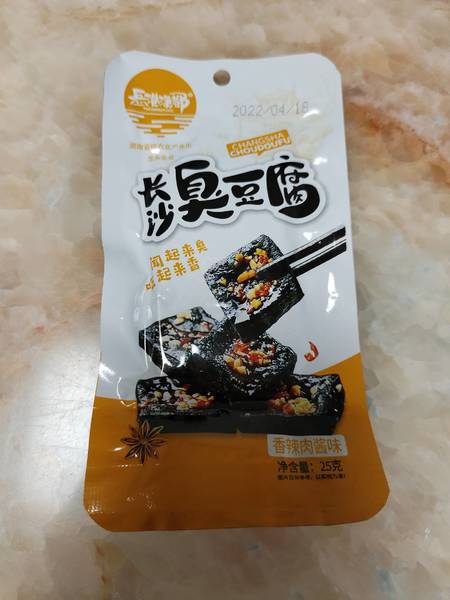 2022/04/18
CHANGSHA
CHOUDOUFU
长沙臭豆腐
闻起来臭
吃起来香
香辣肉酱味
净含量：25克